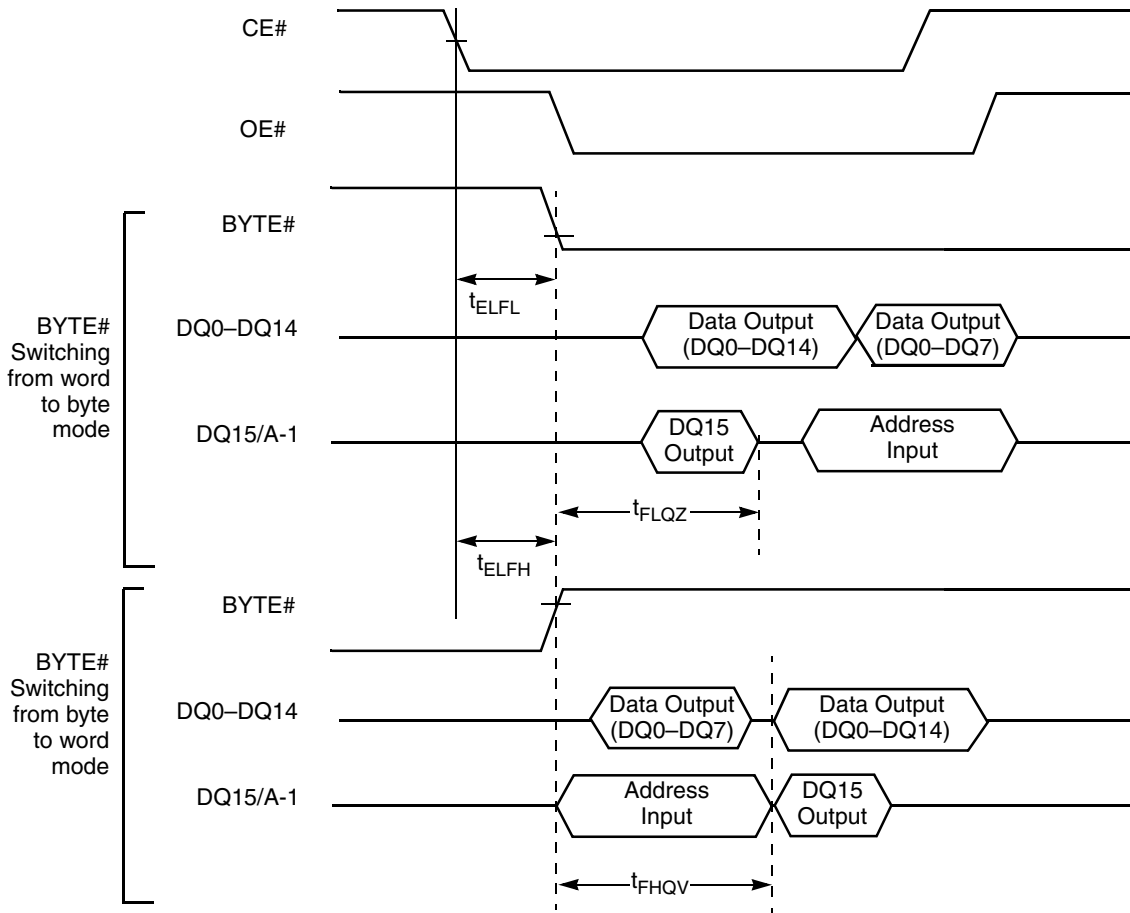 CE#
OE#
BYTE#
Switching
from word
to byte
mode
BYTE#
tELFL
DQ0–DQ14
Data Output
(DQ0–DQ14)
Data Output
(DQ0–DQ7)
DQ15/A-1
DQ15
Output
Address
Input
tFLQZ
tELFH
BYTE#
Switching
from byte
to word
mode
BYTE#
DQ0–DQ14
Data Output
(DQ0–DQ7)
Data Output
(DQ0–DQ14)
DQ15/A-1
Address
Input
DQ15
Output
tFHQV